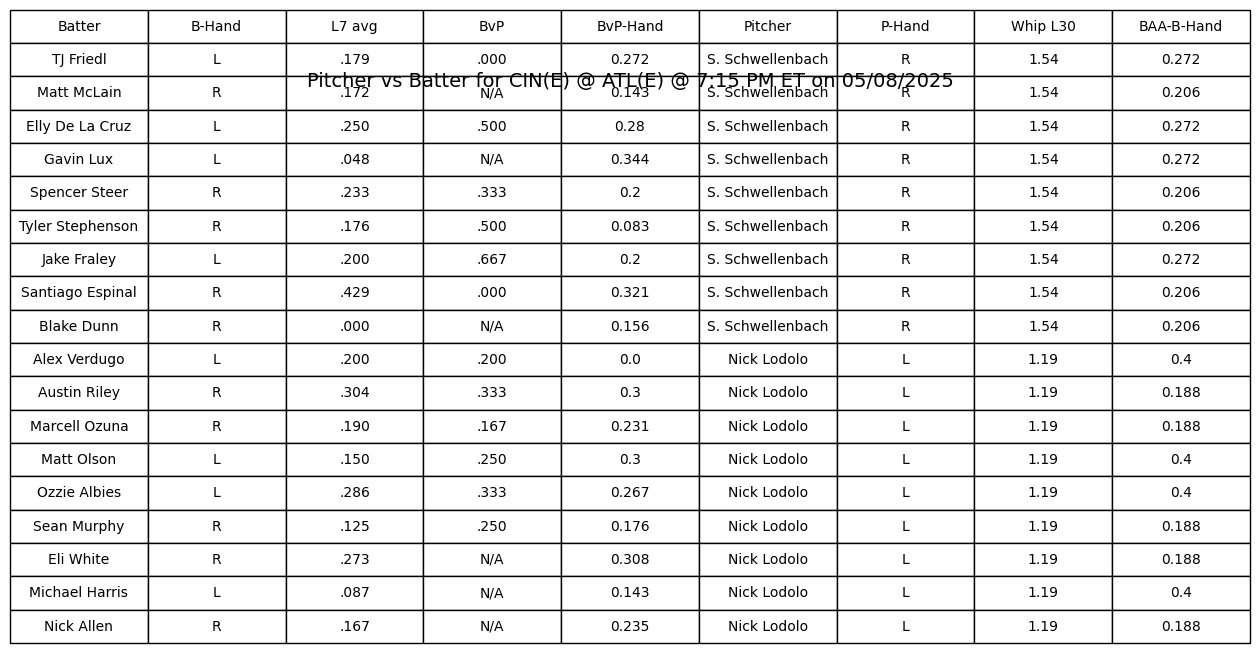 Batter B-Hand L7 avg BvP BvP-Hand Pitcher P-Hand Whip L30 BAA-B-Hand
TJ Friedl L .179 .000 0.272 S. Schwellenbach R 1.54 0.272
Pitcher vs Batter for CIN(E) @ ATL(E) @ 7:15 PM ET on 05/08/2025
Matt McLain R .172 N/A 0.143 S. Schwellenbach R 1.54 0.206
Elly De La Cruz L .250 .500 0.28 S. Schwellenbach R 1.54 0.272
Gavin Lux L .048 N/A 0.344 S. Schwellenbach R 1.54 0.272
Spencer Steer R .233 .333 0.2 S. Schwellenbach R 1.54 0.206
Tyler Stephenson R .176 .500 0.083 S. Schwellenbach R 1.54 0.206
Jake Fraley L .200 .667 0.2 S. Schwellenbach R 1.54 0.272
Santiago Espinal R .429 .000 0.321 S. Schwellenbach R 1.54 0.206
Blake Dunn R .000 N/A 0.156 S. Schwellenbach R 1.54 0.206
Alex Verdugo L .200 .200 0.0 Nick Lodolo L 1.19 0.4
Austin Riley R .304 .333 0.3 Nick Lodolo L 1.19 0.188
Marcell Ozuna R .190 .167 0.231 Nick Lodolo L 1.19 0.188
Matt Olson L .150 .250 0.3 Nick Lodolo L 1.19 0.4
Ozzie Albies L .286 .333 0.267 Nick Lodolo L 1.19 0.4
Sean Murphy R .125 .250 0.176 Nick Lodolo L 1.19 0.188
Eli White R .273 N/A 0.308 Nick Lodolo L 1.19 0.188
Michael Harris L .087 N/A 0.143 Nick Lodolo L 1.19 0.4
Nick Allen R .167 N/A 0.235 Nick Lodolo L 1.19 0.188